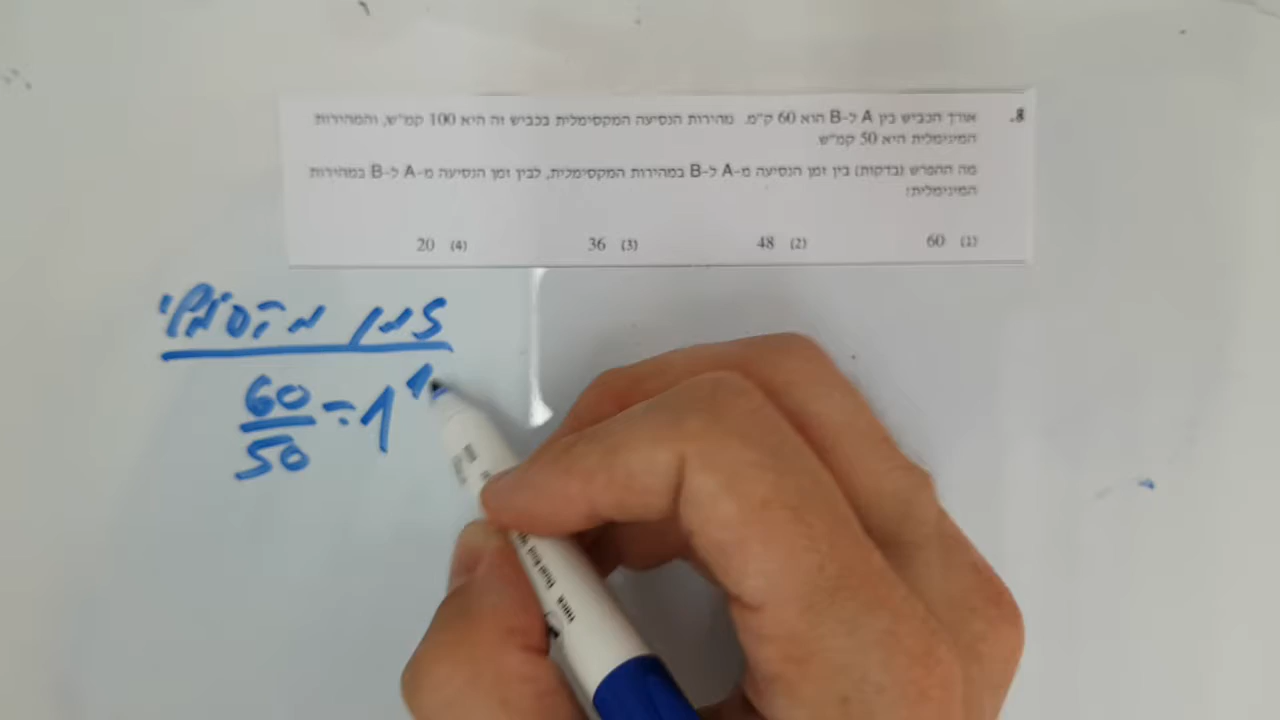 8. אורך הכביש בין A ל-B הוא 60 ק"מ. מהירות הנסיעה המקסימלית בכביש זה היא 100 קמ"ש, והמהירות
המינימלית היא 50 קמ"ש.
מה ההפרש (בדקות) בין זמן הנסיעה מ-A ל-B במהירות המקסימלית, לבין זמן הנסיעה מ-A ל-B במהירות
המינימלית?
(1) 60 (2) 48 (3) 36 (4) 20
זמן
60/50 = 1 1